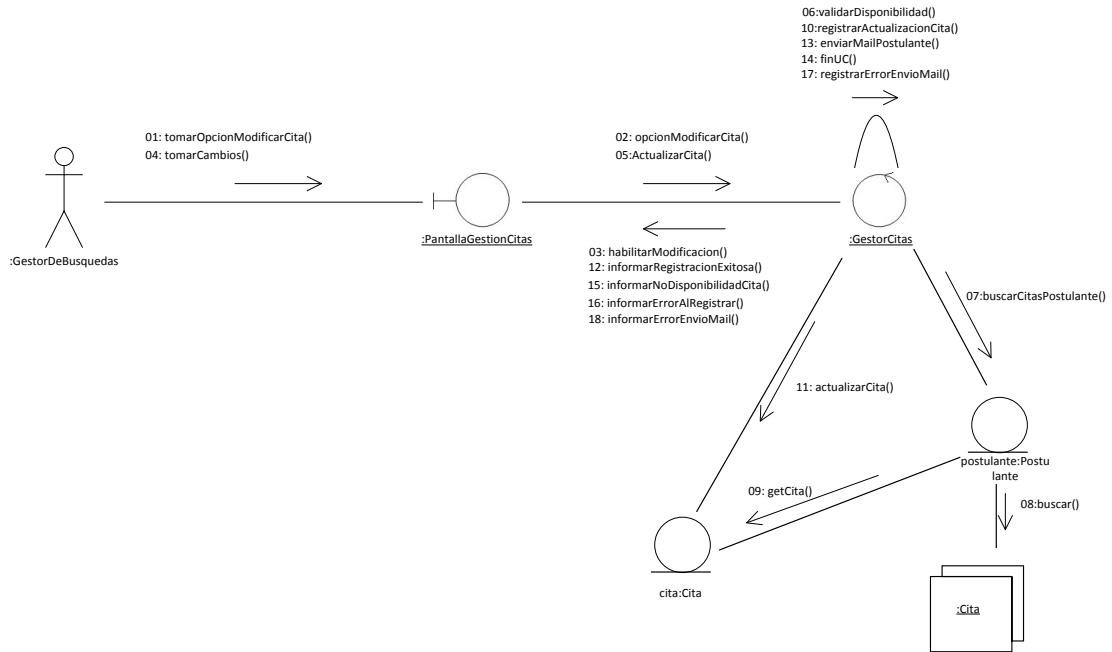 06:validarDisponibilidad()
10:registrarActualizacionCita()
13: enviarMailPostulante()
14: finUC()
17: registrarErrorEnvioMail()
01: tomarOpcionModificarCita()
04: tomarCambios()
02: opcionModificarCita()
05:ActualizarCita()
:GestorDeBusquedas
:PantallaGestionCitas
:GestorCitas
03: habilitarModificacion()
12: informarRegistracionExitosa()
15: informarNoDisponibilidadCita()
16: informarErrorAlRegistrar()
18: informarErrorEnvioMail()
07:buscarCitasPostulante()
11: actualizarCita()
postulante:Postu
lante
09: getCita()
08:buscar()
cita:Cita
:Cita